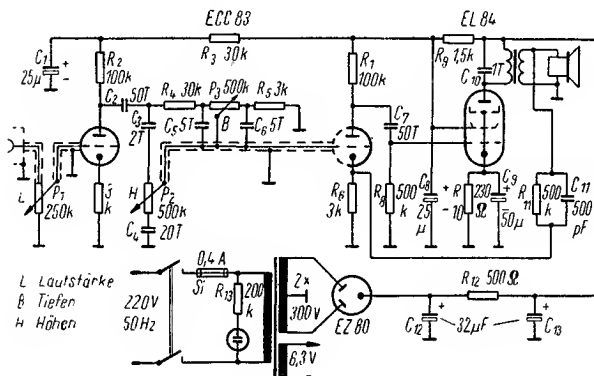 ECC 83
EL 84
C1
25µ
+
-
R2
100k
R3 30k
R1
100k
R9 1,5k
C10
1T
C2 50T
R4 30k
P3 500k
R5 3k
C3
2T
C5 5T
B
C6 5T
C7
50T
L
P1
250k
3
k
H
P2
500k
C4
20T
R6
3k
R8
500
k
C8
25
µ
+
-
R
10
230
Ω
C9
+
50µ
R
11
500
k
C11
500
pF
L Lautstärke
B Tiefen
H Höhen
220V
50Hz
0,4 A
Si
R13
200
k
2x
300V
6,3V
EZ 80
R12 500 Ω
C12
+
32µF
+
C13